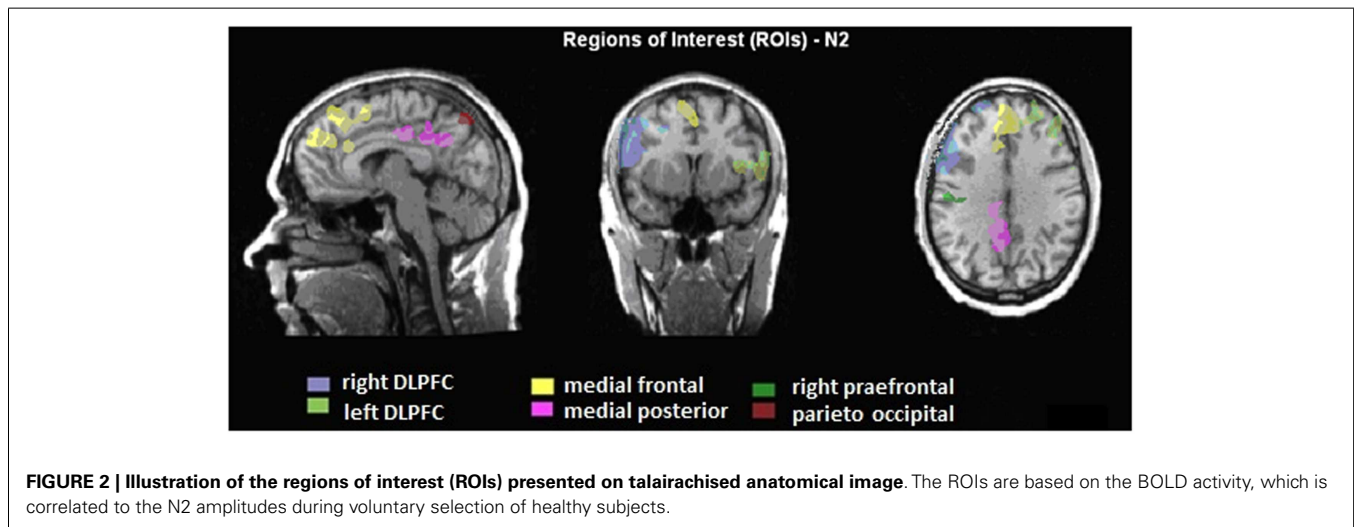 Regions of Interest (ROIs) - N2
right DLPFC
left DLPFC
medial frontal
medial posterior
right praefrontal
parieto occipital
FIGURE 2 | Illustration of the regions of interest (ROIs) presented on talairachised anatomical image. The ROIs are based on the BOLD activity, which is
correlated to the N2 amplitudes during voluntary selection of healthy subjects.